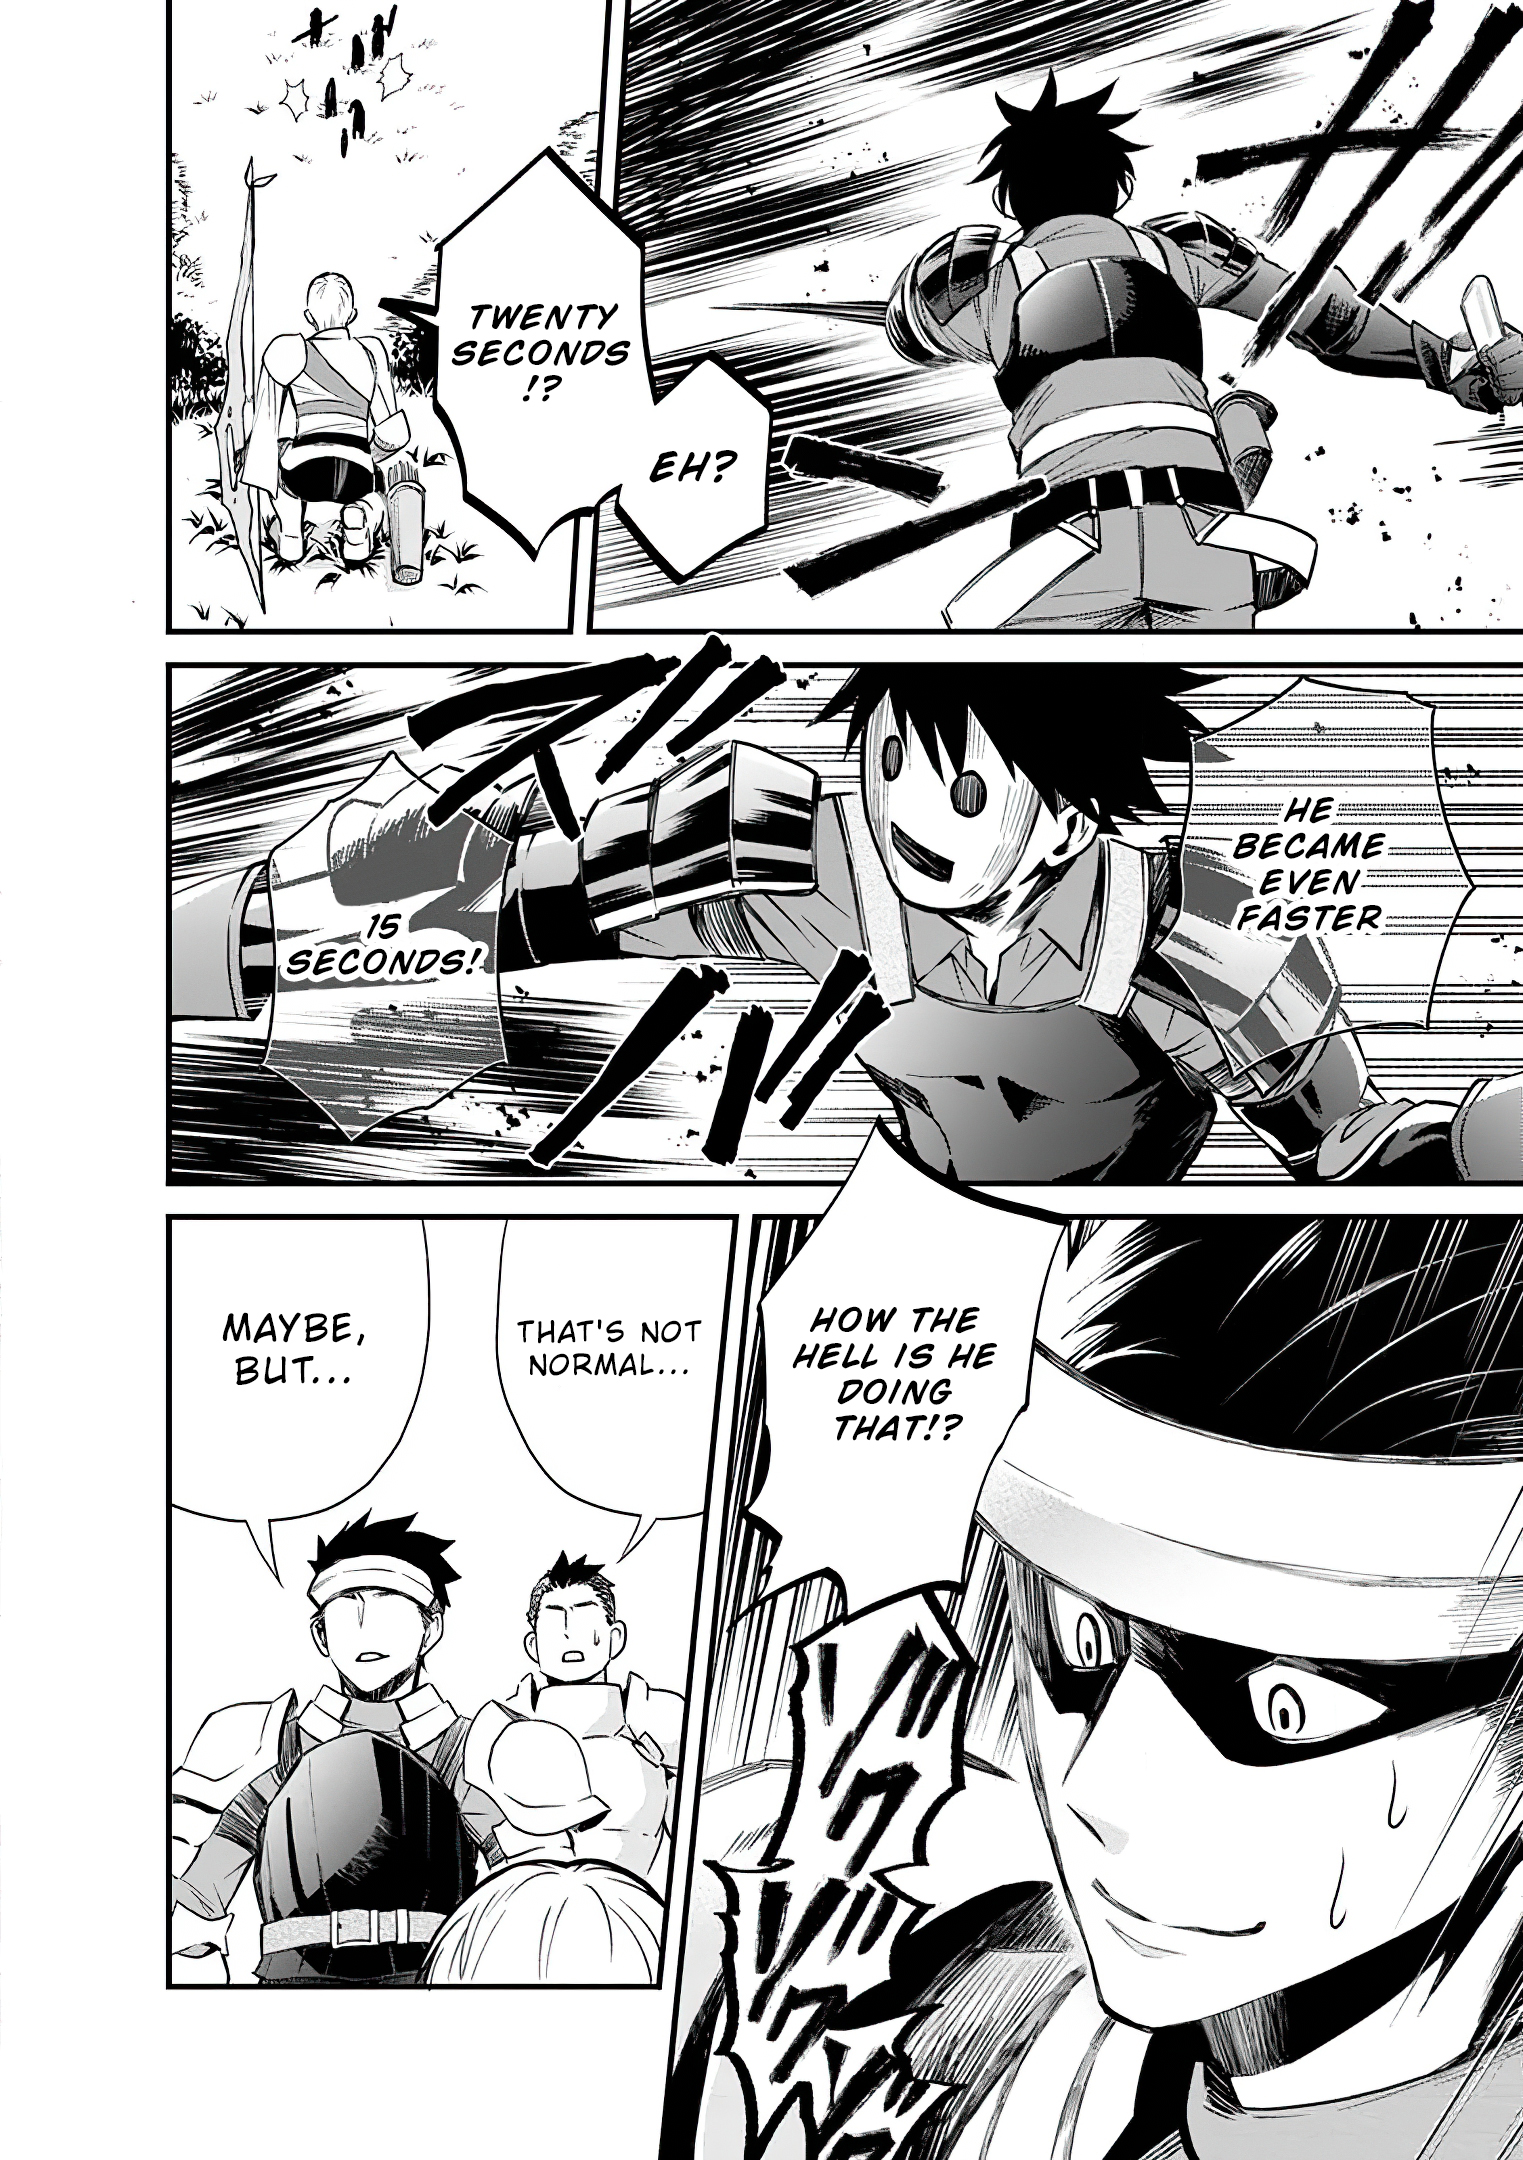 EH?
TWENTY
SECONDS
!?
HE
BECAME
EVEN
FASTER
15
SECONDS!
HOW THE
HELL IS HE
DOING
THAT!?
THAT'S NOT
NORMAL...
MAYBE,
BUT...